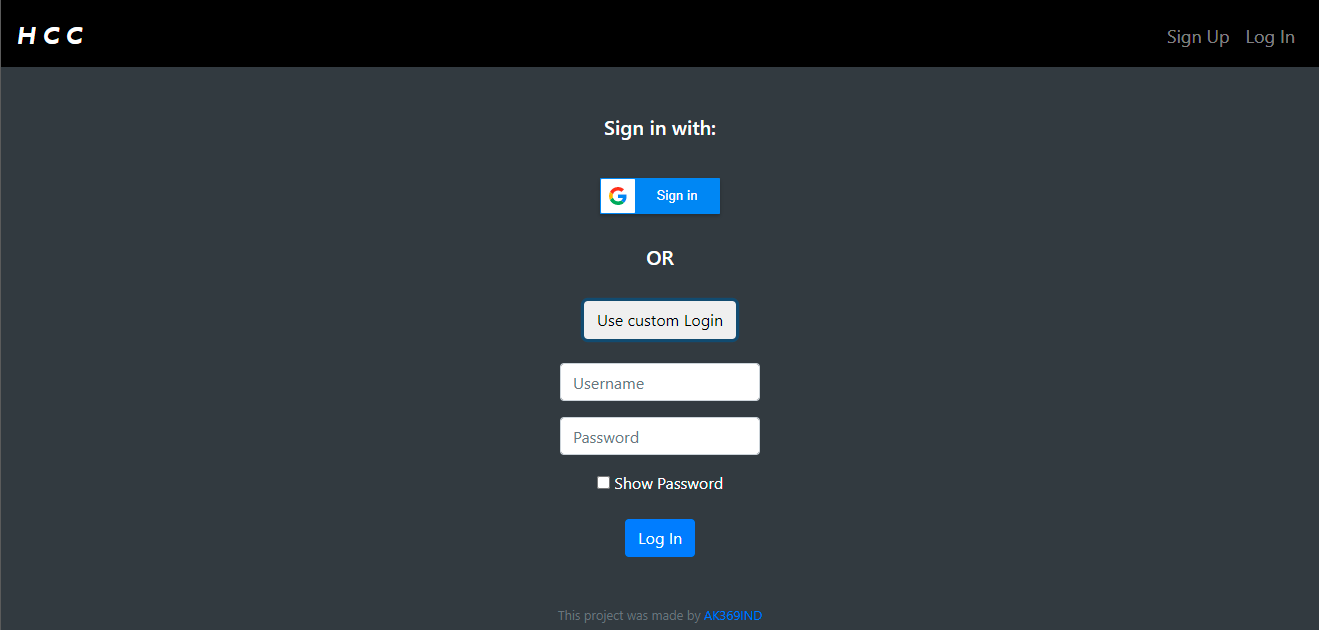 H C C
Sign Up Log In
Sign in with:
Sign in
OR
Use custom Login
Username
Password
Show Password
Log In
This project was made by AK369IND